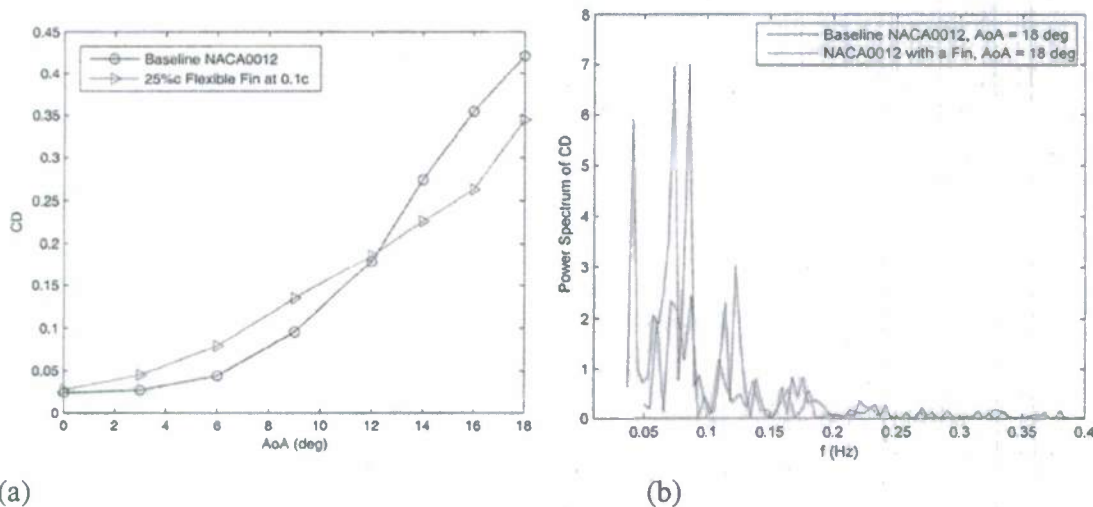 0.45
0.4
0.35
0.3
0.25
0.2
0.15
0.1
0.05
0
CD
Baseline NACA0012
25%c Flexible Fin at 0.1c
0 2 4 6 8 10 12 14 16 18
AoA (deg)
(a)
8
7
6
5
4
3
2
1
0
Power Spectrum of CD
Baseline NACA0012, AoA = 18 deg
NACA0012 with a Fin, AoA = 18 deg
0.05 0.1 0.15 0.2 0.25 0.3 0.35 0.4
f (Hz)
(b)